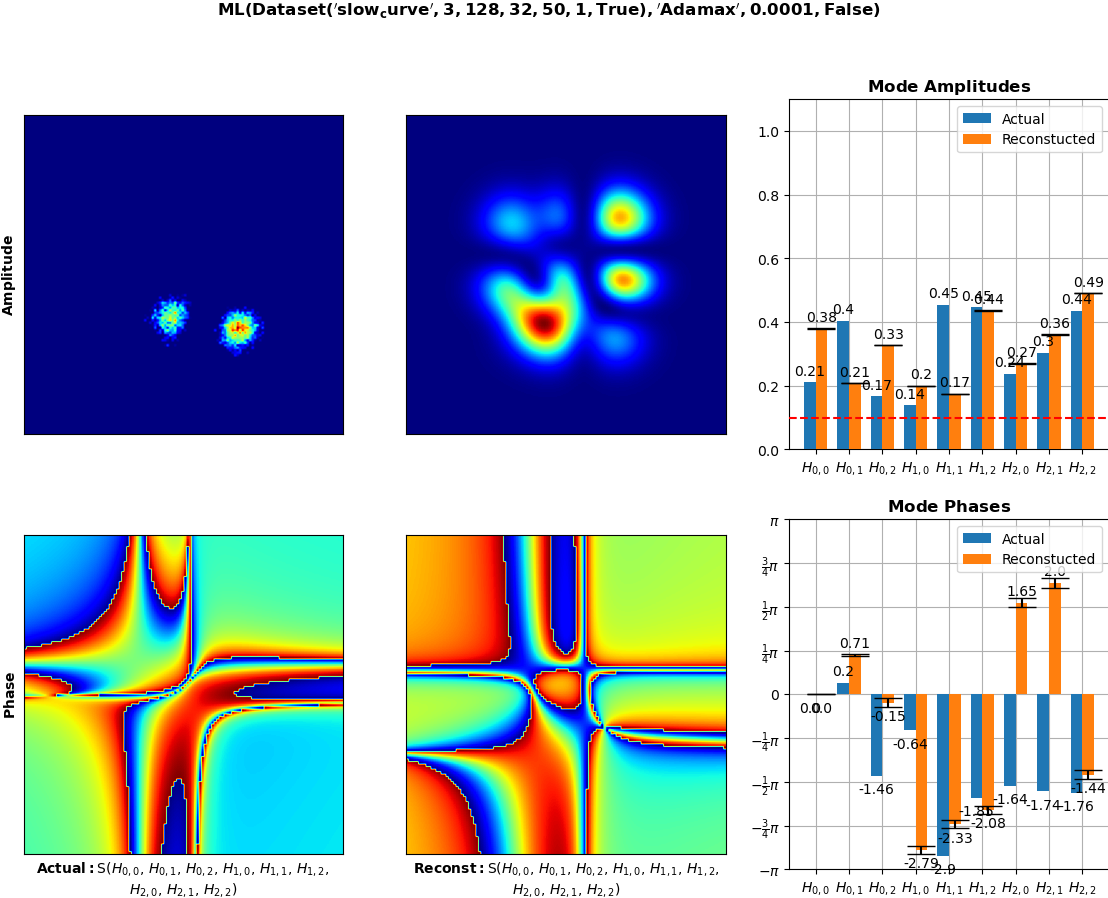 ML(Dataset('slow_curve', 3, 128, 32, 50, 1, True), 'Adamax', 0.0001, False)
Amplitude
Mode Amplitudes
Actual
Reconstucted
1.0
0.8
0.6
0.4
0.2
0.0
0.21 0.38 0.4 0.21 0.17 0.33 0.14 0.2 0.45 0.17 0.45 0.44 0.24 0.27 0.3 0.36 0.44 0.49
H0,0 H0,1 H0,2 H1,0 H1,1 H1,2 H2,0 H2,1 H2,2
Phase
Actual: S(H0,0, H0,1, H0,2, H1,0, H1,1, H1,2,
H2,0, H2,1, H2,2)
Reconst: S(H0,0, H0,1, H0,2, H1,0, H1,1, H1,2,
H2,0, H2,1, H2,2)
Mode Phases
Actual
Reconstucted
π
3/4π
1/2π
1/4π
0
−1/4π
−1/2π
−3/4π
−π
0.0 0.0 0.2 0.71 -1.46 -0.15 -0.64 -2.79 -2.9 -2.33 -2.08 -1.64 1.65 -1.74 2.0 -1.76 -1.44
H0,0 H0,1 H0,2 H1,0 H1,1 H1,2 H2,0 H2,1 H2,2